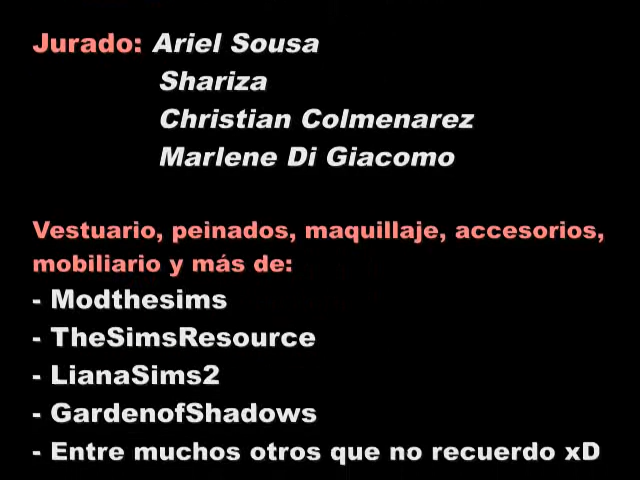 Jurado: Ariel Sousa
Shariza
Christian Colmenarez
Marlene Di Giacomo
Vestuario, peinados, maquillaje, accesorios,
mobiliario y más de:
- Modthesims
- TheSimsResource
- LianaSims2
- GardenofShadows
- Entre muchos otros que no recuerdo xD